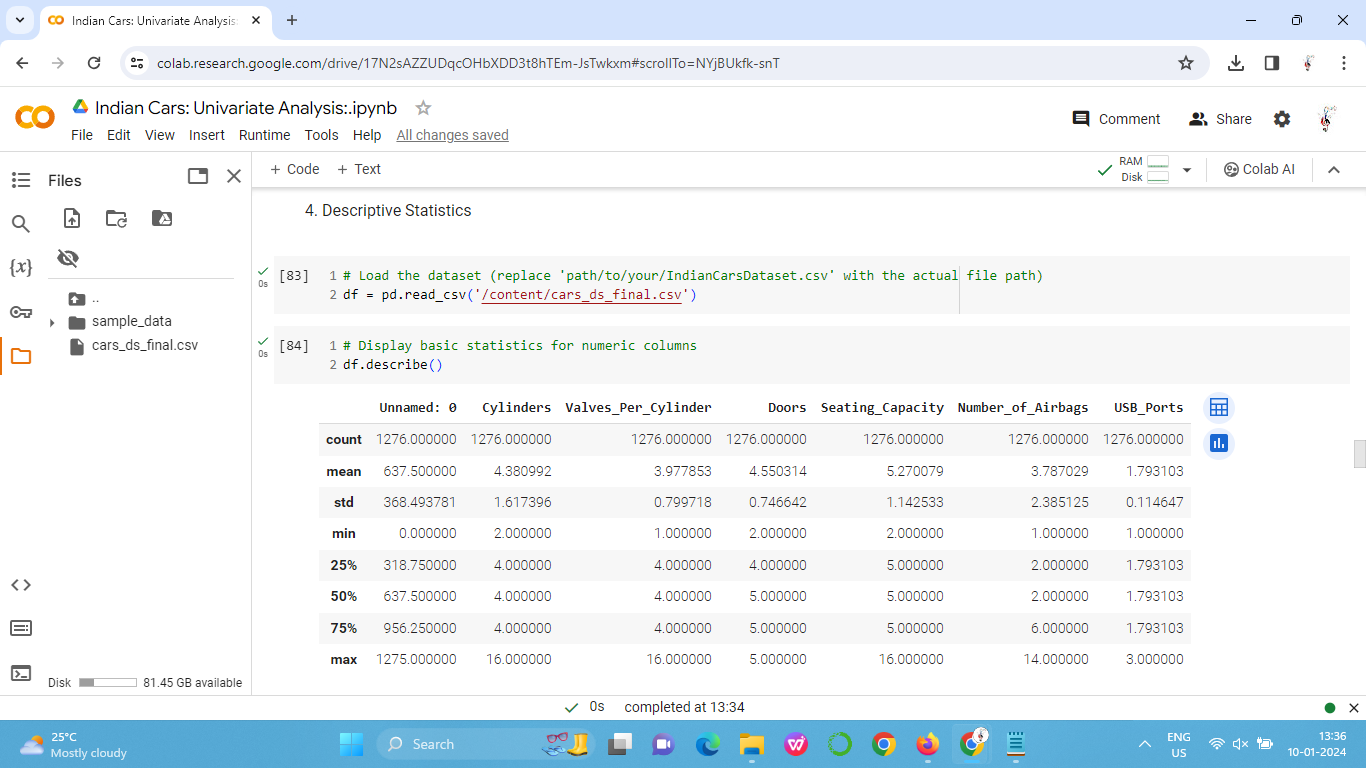 Indian Cars: Univariate Analysis
colab.research.google.com/drive/17N2sAZZUDqcOHbXDD3t8hTEm-JsTwkxm#scrollTo=NYjBUkfk-snT
Indian Cars: Univariate Analysis:.ipynb
File Edit View Insert Runtime Tools Help All changes saved
Comment Share
Files
+ Code + Text
RAM
Disk
Colab AI
..
sample_data
cars_ds_final.csv
4. Descriptive Statistics
[83]
0s
1 # Load the dataset (replace 'path/to/your/IndianCarsDataset.csv' with the actual file path)
2 df = pd.read_csv('/content/cars_ds_final.csv')
[84]
0s
1 # Display basic statistics for numeric columns
2 df.describe()
Unnamed: 0 Cylinders Valves_Per_Cylinder Doors Seating_Capacity Number_of_Airbags USB_Ports
count 1276.000000 1276.000000 1276.000000 1276.000000 1276.000000 1276.000000 1276.000000
mean 637.500000 4.380992 3.977853 4.550314 5.270079 3.787029 1.793103
std 368.493781 1.617396 0.799718 0.746642 1.142533 2.385125 0.114647
min 0.000000 2.000000 1.000000 2.000000 2.000000 1.000000 1.000000
25% 318.750000 4.000000 4.000000 4.000000 5.000000 2.000000 1.793103
50% 637.500000 4.000000 4.000000 5.000000 5.000000 2.000000 1.793103
75% 956.250000 4.000000 4.000000 5.000000 5.000000 6.000000 1.793103
max 1275.000000 16.000000 16.000000 5.000000 16.000000 14.000000 3.000000
Disk 81.45 GB available
0s completed at 13:34
25°C
Mostly cloudy
Search
ENG
US
13:36
10-01-2024